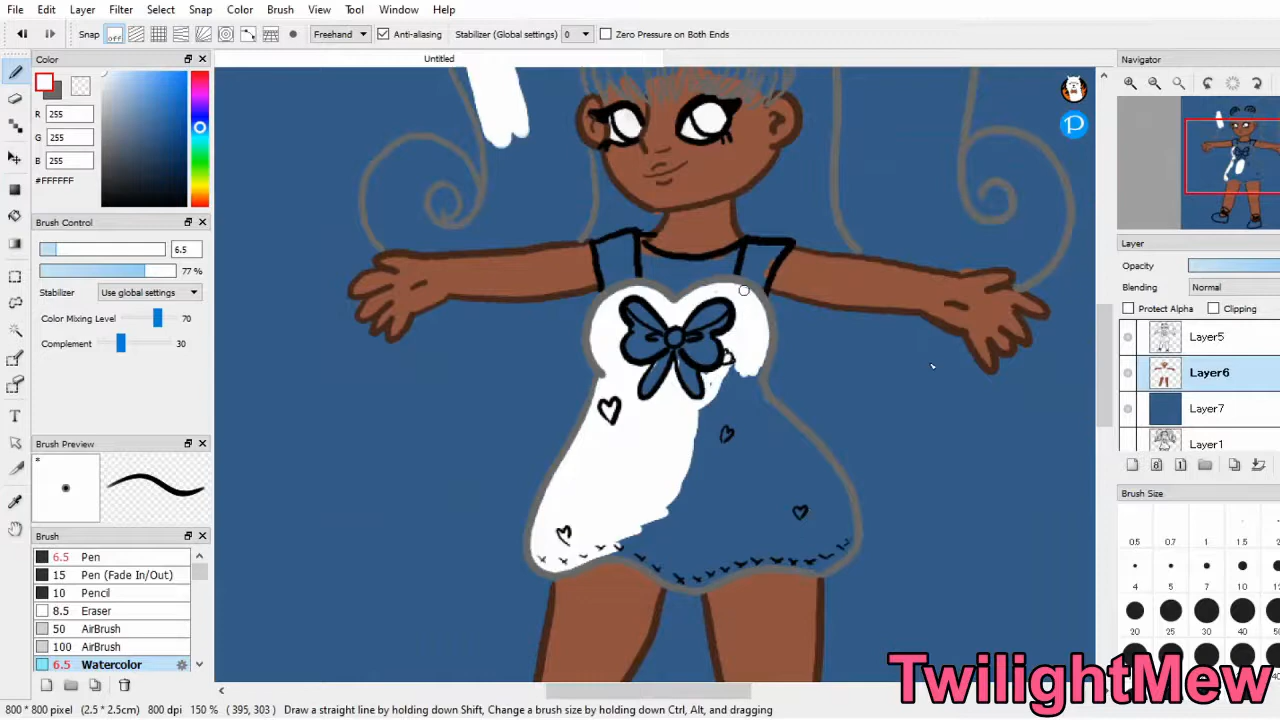 File Edit Layer Filter Select Snap Color Brush View Tool Window Help
Snap off Freehand Anti-aliasing Stabilizer (Global settings) 0 Zero Pressure on Both Ends
Color
Untitled
Navigator
R 255
G 255
B 255
#FFFFFF
Brush Control
6.5
77 %
Stabilizer Use global settings
Color Mixing Level 70
Complement 30
Layer
Opacity
Blending Normal
Protect Alpha Clipping
Layer5
Layer6
Layer7
Layer1
Brush Preview
Brush Size
0.5 0.7 1 1.5 2
4 5 7 10 12
20 25 30 40 50
Brush
6.5 Pen
15 Pen (Fade In/Out)
10 Pencil
8.5 Eraser
50 AirBrush
100 AirBrush
6.5 Watercolor
TwilightMew
800 * 800 pixel (2.5 * 2.5cm) 800 dpi 150 % ( 395, 303 ) Draw a straight line by holding down Shift, Change a brush size by holding down Ctrl, Alt, and dragging